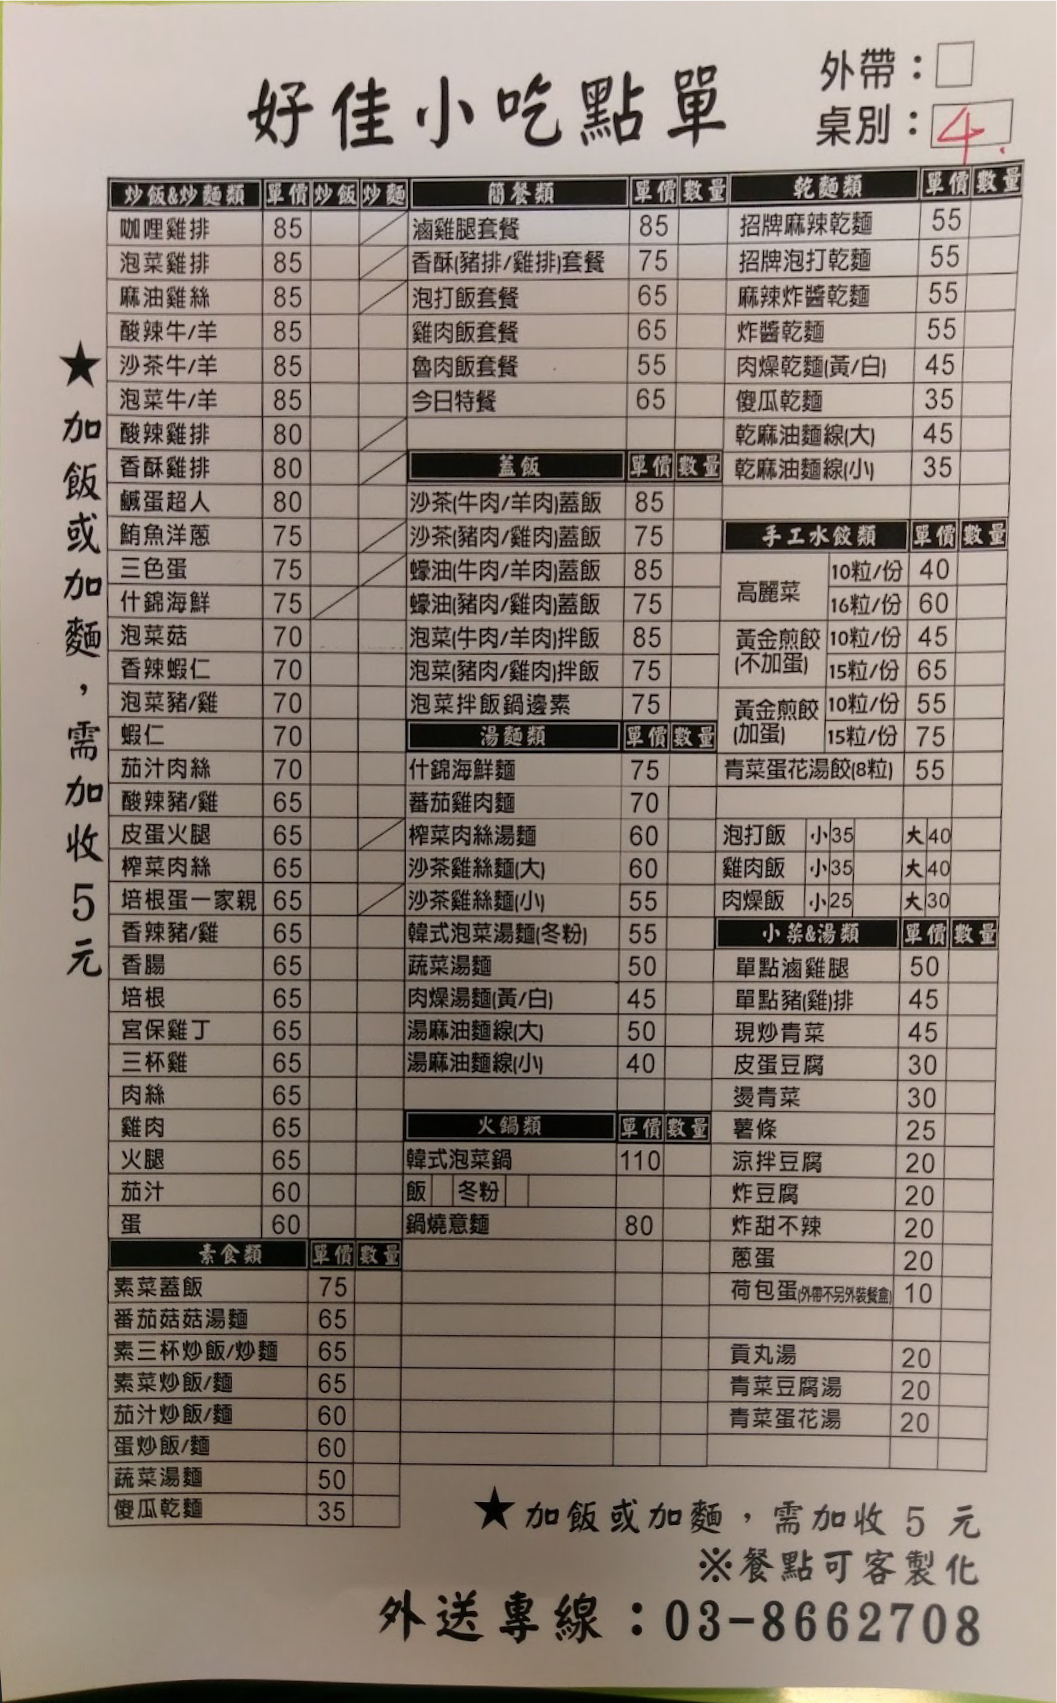 好佳小吃點單
外帶：
桌別：4.
★加飯或加麵，需加收5元
炒飯&炒麵類 單價 炒飯 炒麵
咖哩雞排 85
泡菜雞排 85
麻油雞絲 85
酸辣牛/羊 85
沙茶牛/羊 85
泡菜牛/羊 85
酸辣雞排 80
香酥雞排 80
鹹蛋超人 80
鮪魚洋蔥 75
三色蛋 75
什錦海鮮 75
泡菜菇 70
香辣蝦仁 70
泡菜豬/雞 70
蝦仁 70
茄汁肉絲 70
酸辣豬/雞 65
皮蛋火腿 65
榨菜肉絲 65
培根蛋一家親 65
香辣豬/雞 65
香腸 65
培根 65
宮保雞丁 65
三杯雞 65
肉絲 65
雞肉 65
火腿 65
茄汁 60
蛋 60
素食類 單價 數量
素菜蓋飯 75
番茄菇菇湯麵 65
素三杯炒飯/炒麵 65
素菜炒飯/麵 65
茄汁炒飯/麵 60
蛋炒飯/麵 60
蔬菜湯麵 50
傻瓜乾麵 35
簡餐類 單價 數量
滷雞腿套餐 85
香酥(豬排/雞排)套餐 75
泡打飯套餐 65
雞肉飯套餐 65
魯肉飯套餐 55
今日特餐 65
蓋飯 單價 數量
沙茶(牛肉/羊肉)蓋飯 85
沙茶(豬肉/雞肉)蓋飯 75
蠔油(牛肉/羊肉)蓋飯 85
蠔油(豬肉/雞肉)蓋飯 75
泡菜(牛肉/羊肉)拌飯 85
泡菜(豬肉/雞肉)拌飯 75
泡菜拌飯鍋邊素 75
湯麵類 單價 數量
什錦海鮮麵 75
蕃茄雞肉麵 70
榨菜肉絲湯麵 60
沙茶雞絲麵(大) 60
沙茶雞絲麵(小) 55
韓式泡菜湯麵(冬粉) 55
蔬菜湯麵 50
肉燥湯麵(黃/白) 45
湯麻油麵線(大) 50
湯麻油麵線(小) 40
火鍋類 單價 數量
韓式泡菜鍋 110
飯 冬粉
鍋燒意麵 80
乾麵類 單價 數量
招牌麻辣乾麵 55
招牌泡打乾麵 55
麻辣炸醬乾麵 55
炸醬乾麵 55
肉燥乾麵(黃/白) 45
傻瓜乾麵 35
乾麻油麵線(大) 45
乾麻油麵線(小) 35
手工水餃類 單價 數量
高麗菜 10粒/份 40
16粒/份 60
黃金煎餃(不加蛋) 10粒/份 45
15粒/份 65
黃金煎餃(加蛋) 10粒/份 55
15粒/份 75
青菜蛋花湯餃(8粒) 55
泡打飯 小35 大40
雞肉飯 小35 大40
肉燥飯 小25 大30
小菜&湯類 單價 數量
單點滷雞腿 50
單點豬(雞)排 45
現炒青菜 45
皮蛋豆腐 30
燙青菜 30
薯條 25
涼拌豆腐 20
炸豆腐 20
炸甜不辣 20
蔥蛋 20
荷包蛋(外帶不另外裝餐盒) 10
貢丸湯 20
青菜豆腐湯 20
青菜蛋花湯 20
★加飯或加麵，需加收5元
※餐點可客製化
外送專線：03-8662708